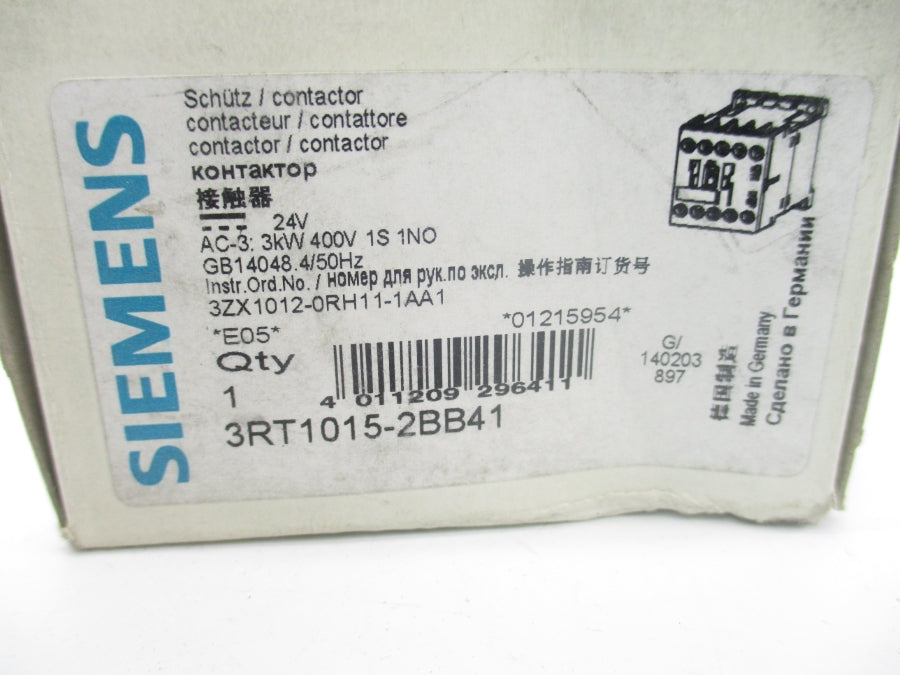 SIEMENS
Schütz / contactor
contacteur / contattore
contactor / contactor
контактор
接触器
24V
AC-3: 3kW 400V 1S 1NO
GB14048.4/50Hz
Instr.Ord.No. / номер для рук.по эксл. 操作指南订货号
3ZX1012-0RH11-1AA1
*E05*
*01215954*
Qty
1
4 011209 296411
G/
140203
897
3RT1015-2BB41
德国制造
Made in Germany
Сделано в Германии